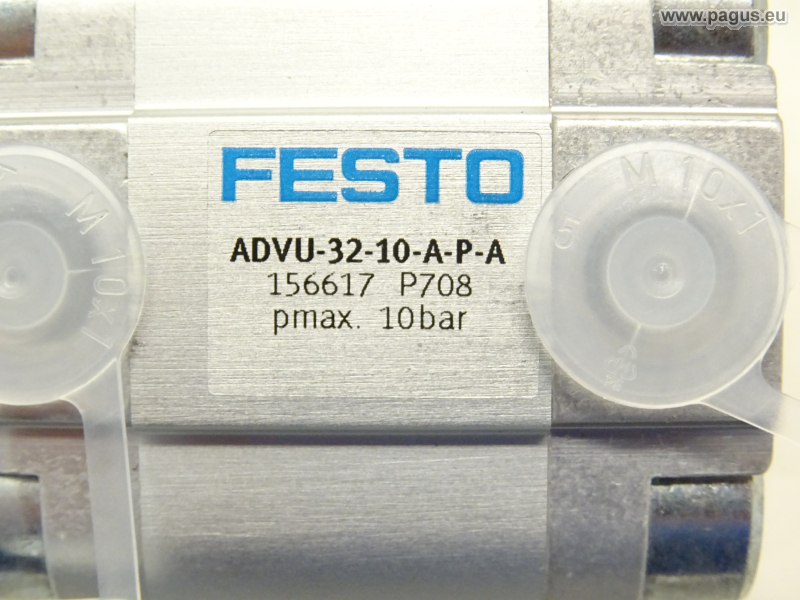 www.pagus.eu
FESTO
ADVU-32-10-A-P-A
156617 P708
pmax. 10bar
M 10x1
G M 10x1